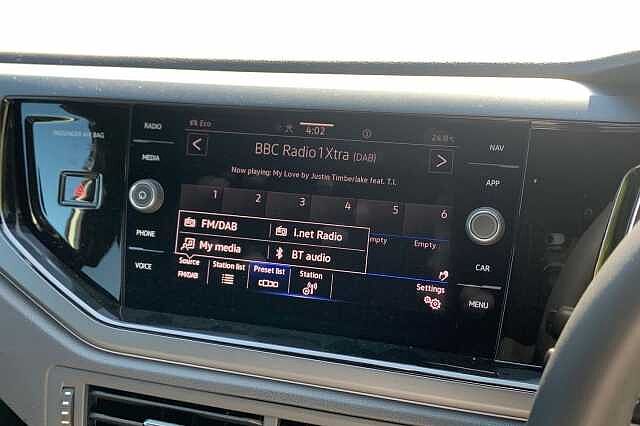 PASSENGER AIR BAG
RADIO
MEDIA
PHONE
VOICE
Eco
4:02
24.0°C
BBC Radio 1Xtra (DAB)
Now playing: My Love by Justin Timberlake feat. T.I.
1 2 3 4 5 6
FM/DAB I.net Radio
My media BT audio
mpty Empty
Source Station list Preset list Station Settings
FM/DAB
NAV
APP
CAR
MENU